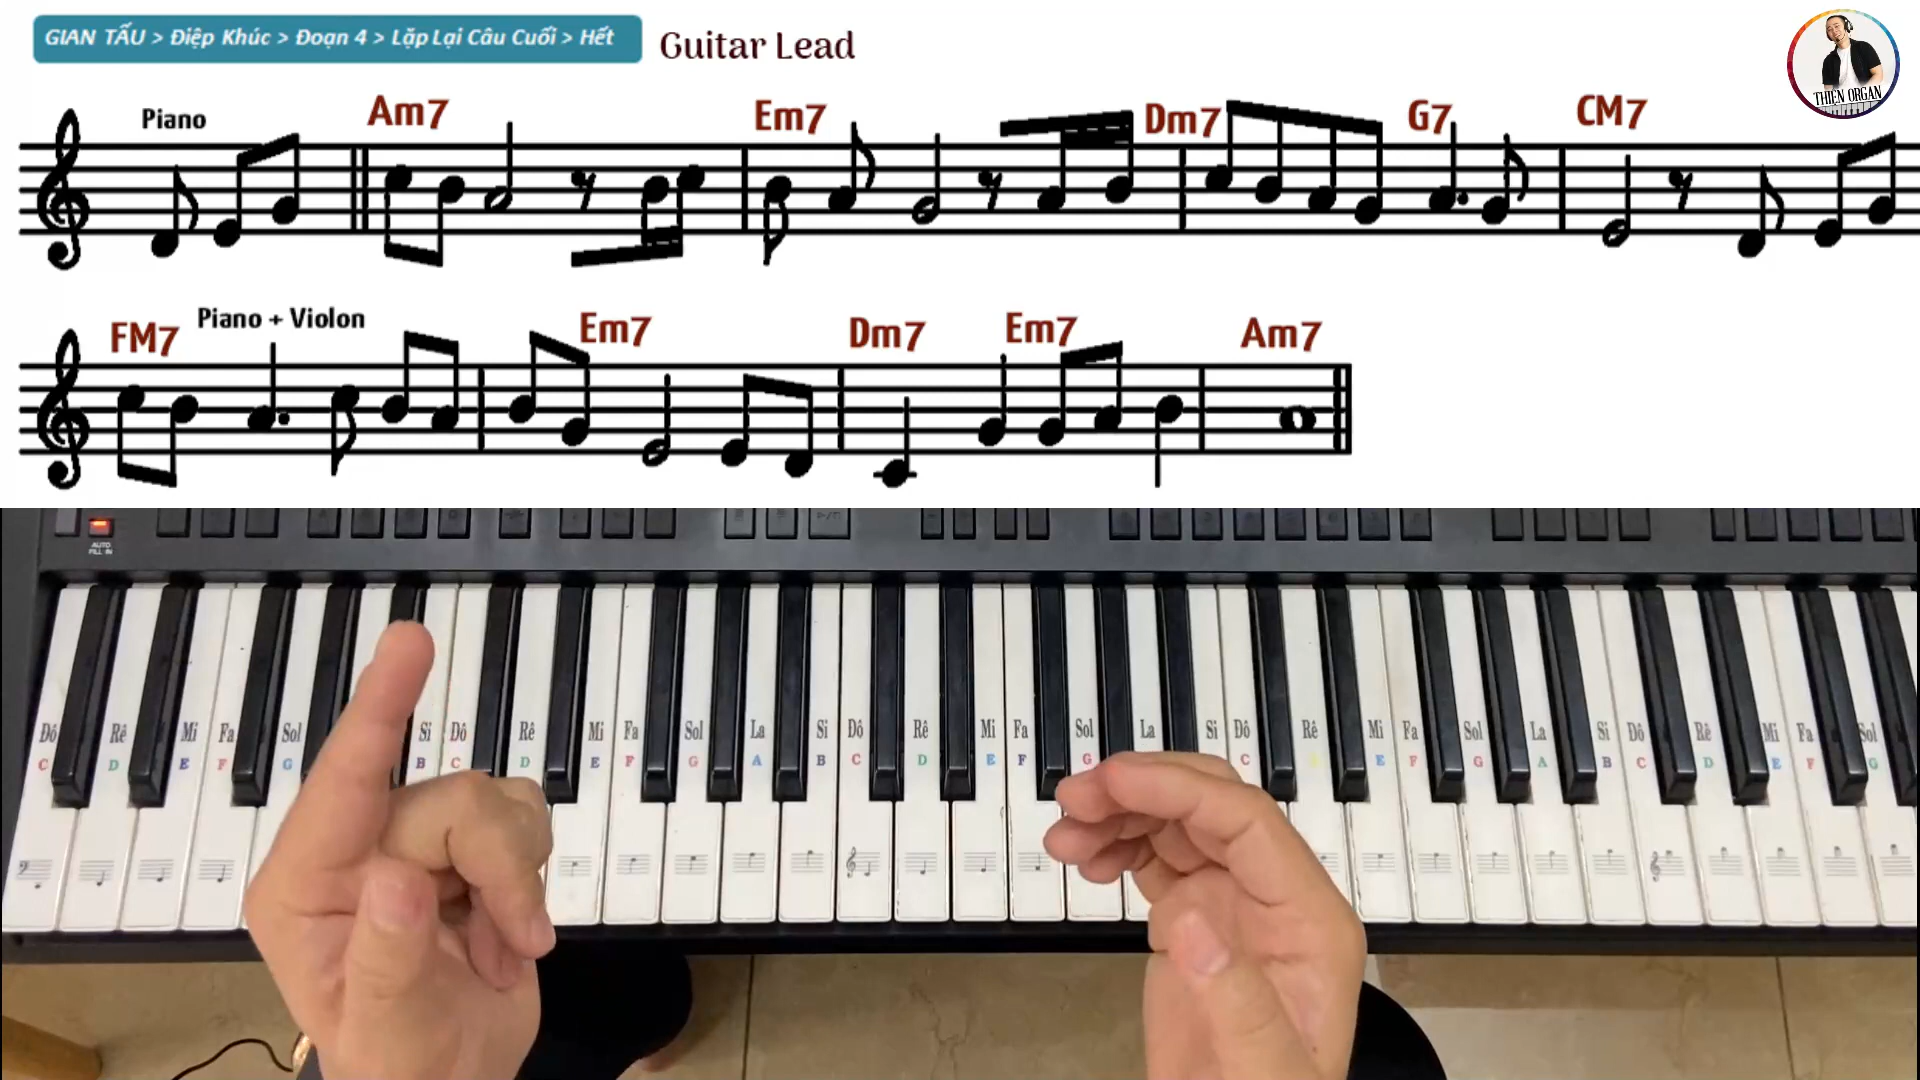 GIAN TẤU > Điệp Khúc > Đoạn 4 > Lặp Lại Câu Cuối > Hết
Guitar Lead
THIEN ORGAN
Piano Am7 Em7 Dm7 G7 CM7
FM7 Piano + Violon Em7 Dm7 Em7 Am7
AUTO
FILL IN
Đô Rê Mi Fa Sol Si Đô Rê Mi Fa Sol La Si Đô Rê Mi Fa Sol La Si Đô Rê Mi Fa Sol La Si Đô Rê Mi Fa Sol
C D E F G B C D E F G A B C D E F G C E F G A B C D E F G